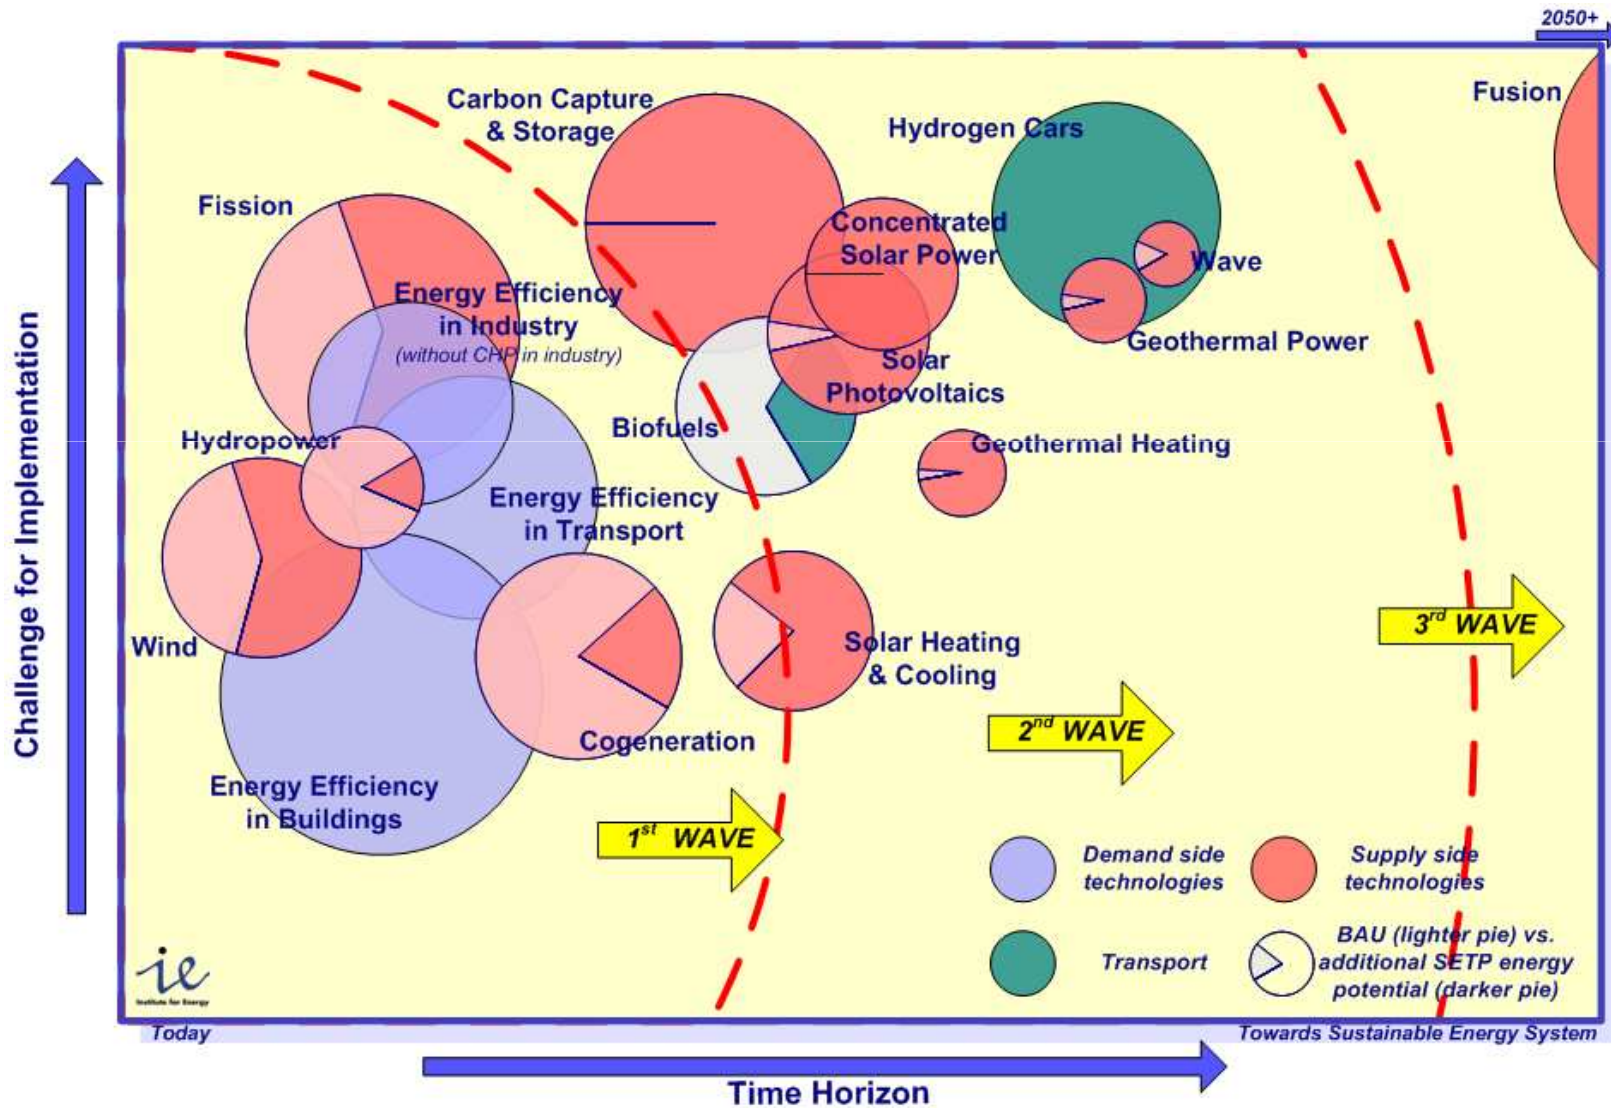 2050+
Fusion
Carbon Capture
& Storage
Hydrogen Cars
Fission
Concentrated
Solar Power
Wave
Energy Efficiency
in Industry
(without CHP in industry)
Geothermal Power
Solar
Photovoltaics
Biofuels
Hydropower
Geothermal Heating
Energy Efficiency
in Transport
Wind
Solar Heating
& Cooling
3rd WAVE
2nd WAVE
Cogeneration
Energy Efficiency
in Buildings
1st WAVE
Demand side
technologies
Supply side
technologies
Transport
BAU (lighter pie) vs.
additional SETP energy
potential (darker pie)
ie
Institute for Energy
Today
Towards Sustainable Energy System
Time Horizon
Challenge for Implementation